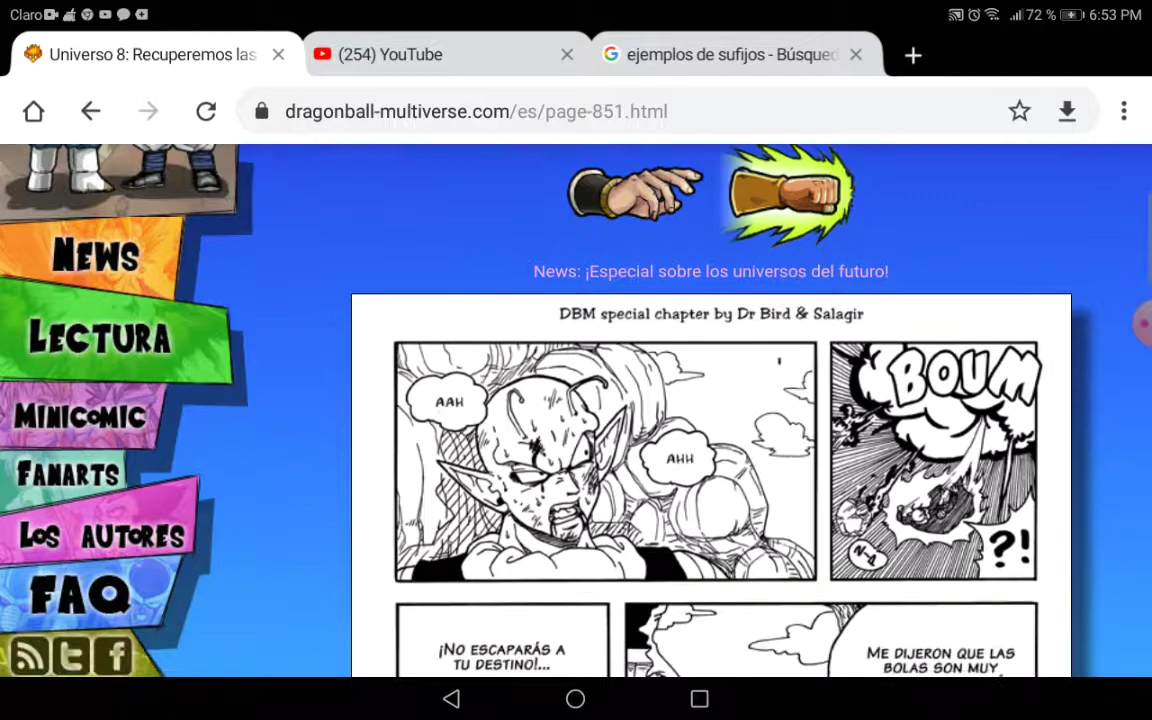 Claro
72 %
6:53 PM
Universo 8: Recuperemos las
(254) YouTube
ejemplos de sufijos - Búsqued
dragonball-multiverse.com/es/page-851.html
News
Lectura
Minicomic
Fanarts
Los autores
FAQ
News: ¡Especial sobre los universos del futuro!
DBM special chapter by Dr Bird & Salagir
AAH
AHH
BOUM
?!
¡NO ESCAPARÁS A
TU DESTINO!...
ME DIJERON QUE LAS
BOLAS SON MUY